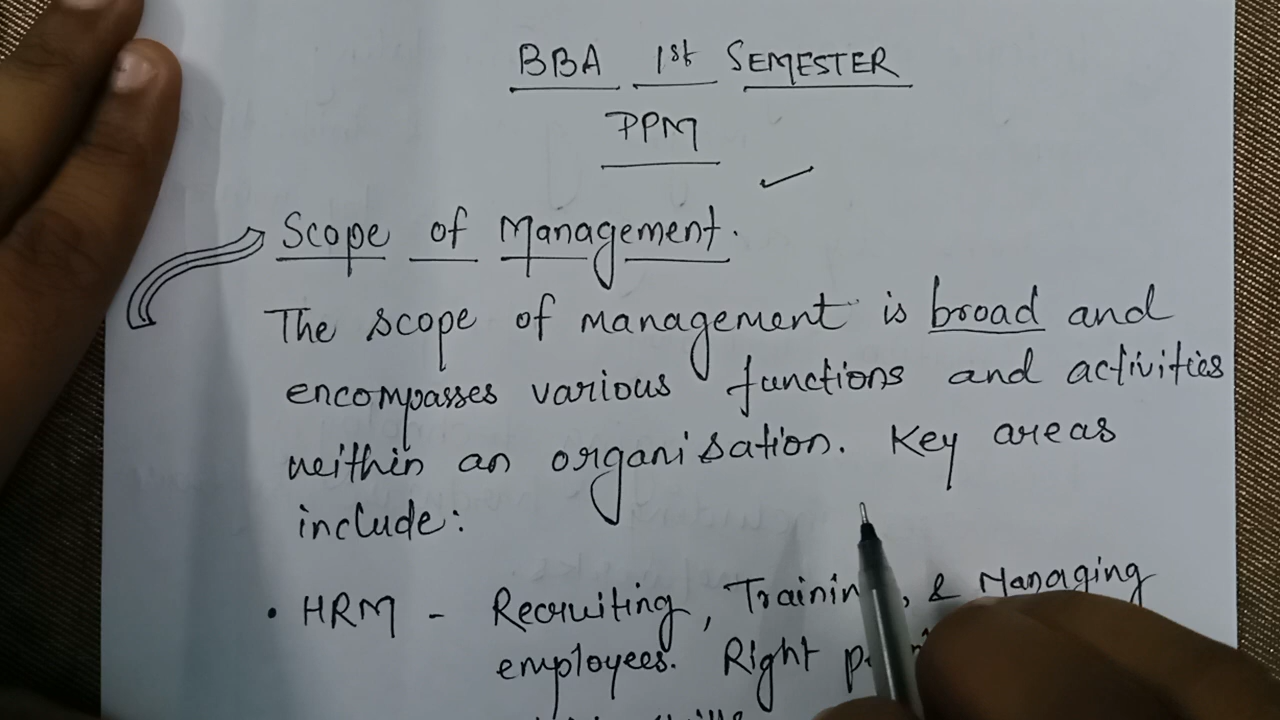 BBA 1st SEMESTER
PPM
Scope of Management.
The scope of management is broad and
encompasses various functions and activities
within an organisation. Key areas
include:
• HRM - Recruiting, Training, & Managing
employees. Right